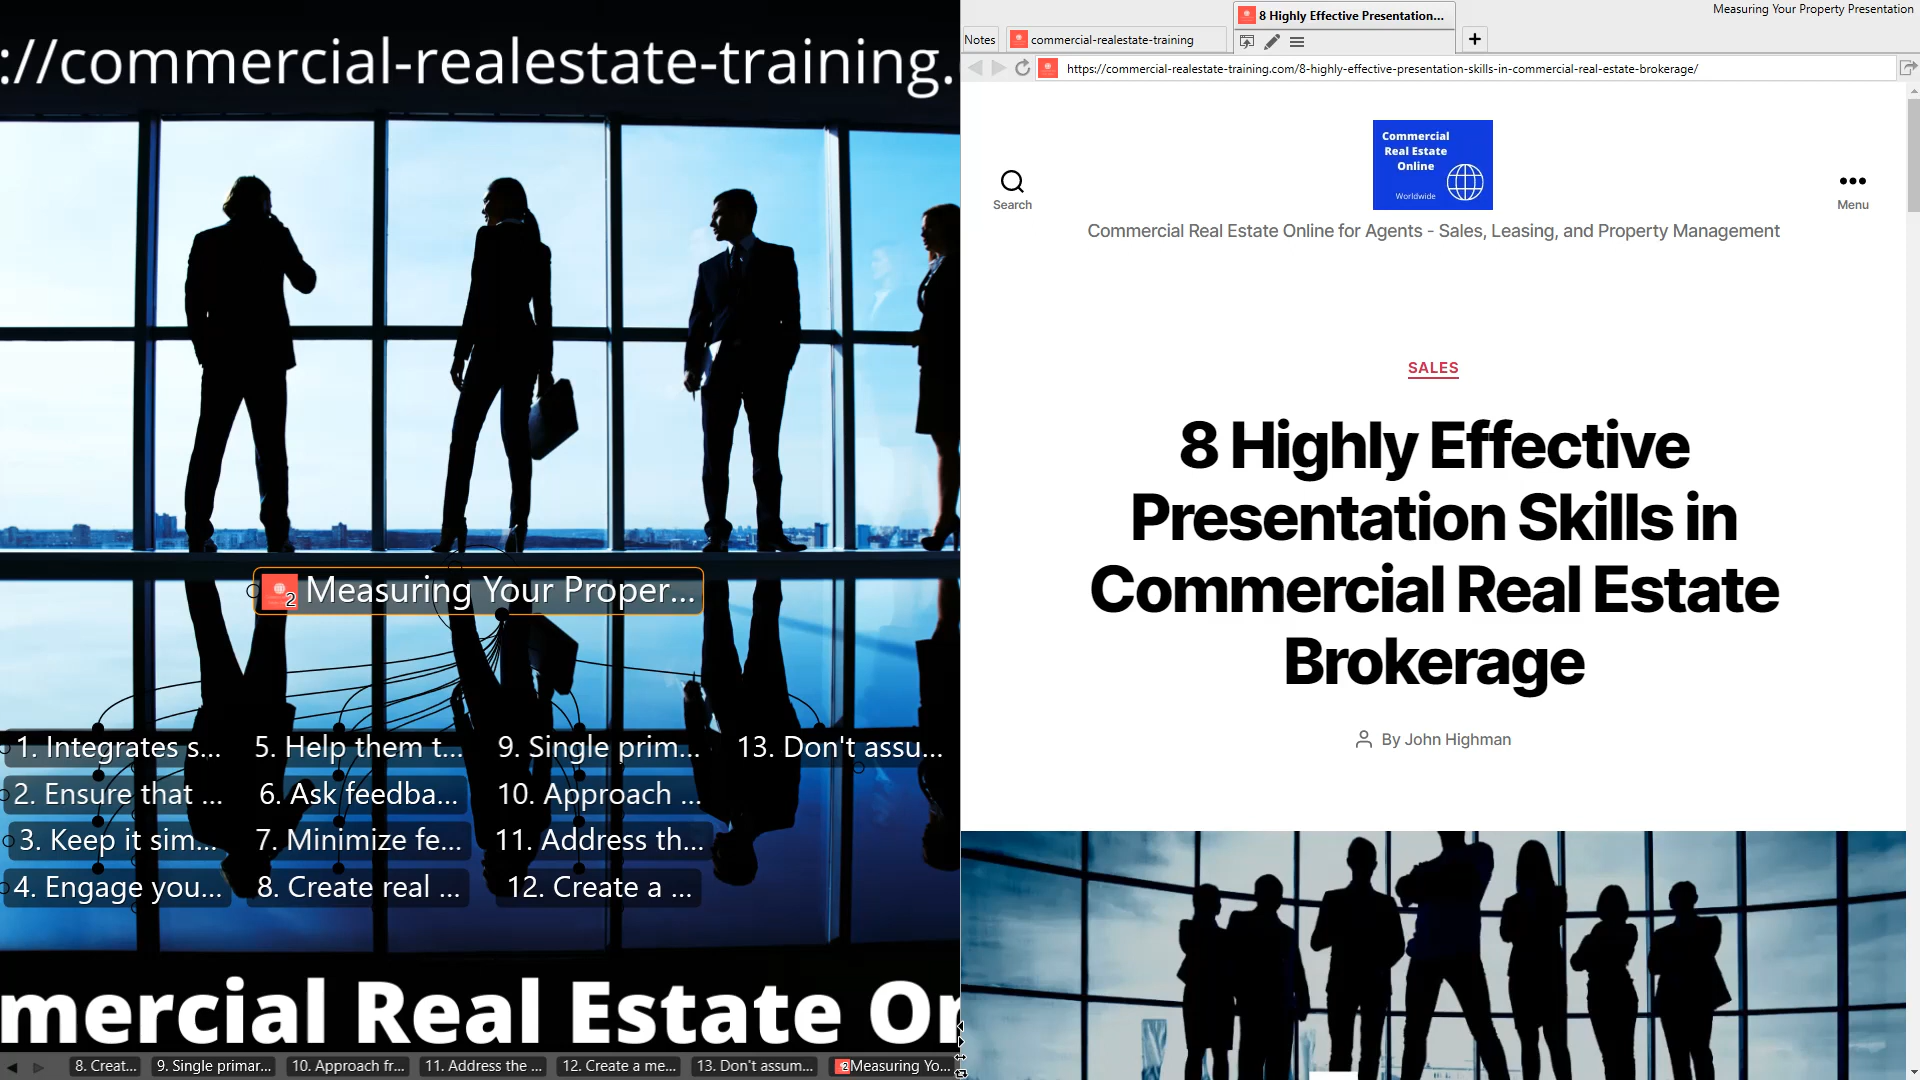 ://commercial-realestate-training.
Measuring Your Proper...
2
1. Integrates s...
2. Ensure that ...
3. Keep it sim...
4. Engage you...
5. Help them t...
6. Ask feedba...
7. Minimize fe...
8. Create real ...
9. Single prim...
10. Approach ...
11. Address th...
12. Create a ...
13. Don't assu...
mercial Real Estate Or
8. Creat...
9. Single primar...
10. Approach fr...
11. Address the ...
12. Create a me...
13. Don't assum...
2
Measuring Yo...
Measuring Your Property Presentation
Notes
commercial-realestate-training
8 Highly Effective Presentation...
https://commercial-realestate-training.com/8-highly-effective-presentation-skills-in-commercial-real-estate-brokerage/
Search
Commercial
Real Estate
Online
Worldwide
Menu
Commercial Real Estate Online for Agents - Sales, Leasing, and Property Management
SALES
8 Highly Effective
Presentation Skills in
Commercial Real Estate
Brokerage
By John Highman